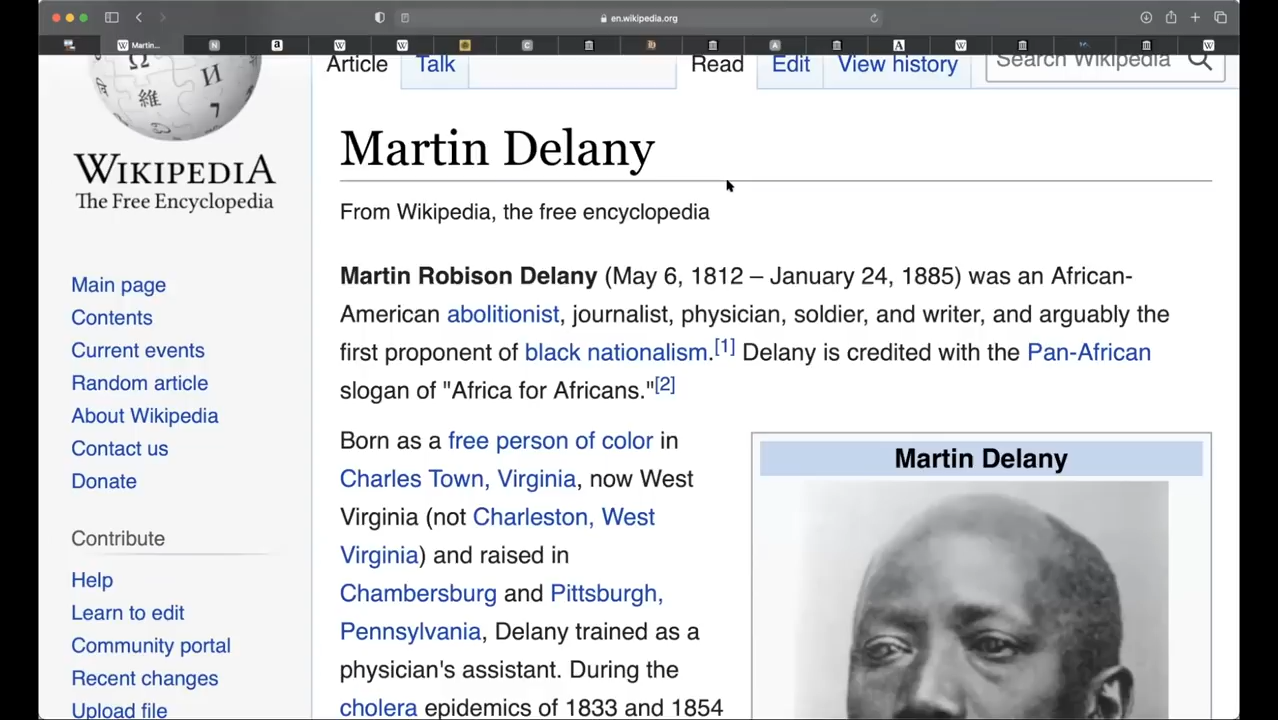 en.wikipedia.org
Martin...
Article Talk Read Edit View history Search Wikipedia
WIKIPEDIA
The Free Encyclopedia
Main page
Contents
Current events
Random article
About Wikipedia
Contact us
Donate
Contribute
Help
Learn to edit
Community portal
Recent changes
Upload file
Martin Delany
From Wikipedia, the free encyclopedia
Martin Robison Delany (May 6, 1812 – January 24, 1885) was an African-
American abolitionist, journalist, physician, soldier, and writer, and arguably the
first proponent of black nationalism.[1] Delany is credited with the Pan-African
slogan of "Africa for Africans."[2]
Born as a free person of color in
Charles Town, Virginia, now West
Virginia (not Charleston, West
Virginia) and raised in
Chambersburg and Pittsburgh,
Pennsylvania, Delany trained as a
physician's assistant. During the
cholera epidemics of 1833 and 1854
Martin Delany